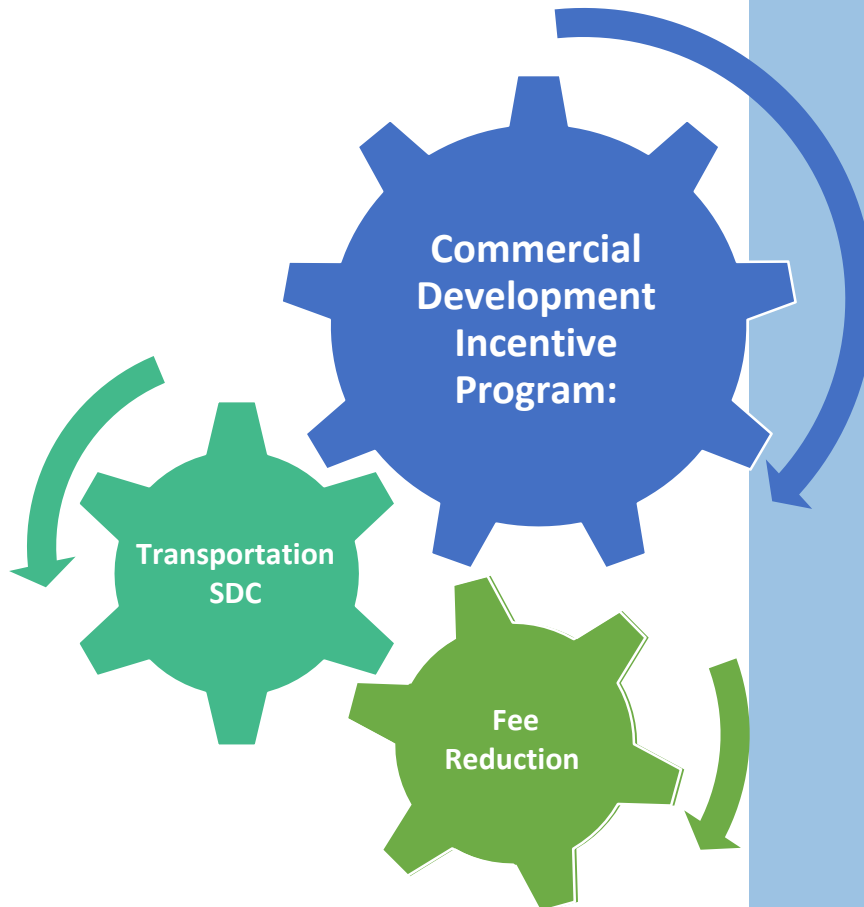 Commercial
Development
Incentive
Program:
Transportation
SDC
Fee
Reduction